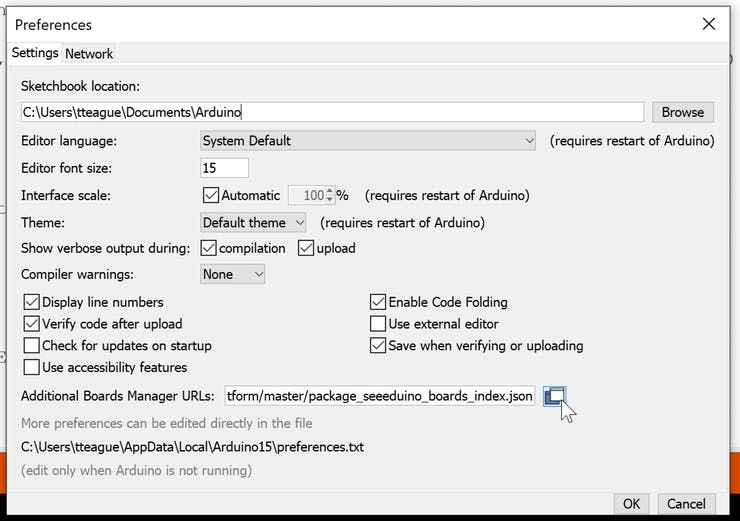 Preferences
Settings Network
Sketchbook location:
C:\Users\tteague\Documents\Arduino Browse
Editor language: System Default (requires restart of Arduino)
Editor font size: 15
Interface scale: Automatic 100 % (requires restart of Arduino)
Theme: Default theme (requires restart of Arduino)
Show verbose output during: compilation upload
Compiler warnings: None
Display line numbers Enable Code Folding
Verify code after upload Use external editor
Check for updates on startup Save when verifying or uploading
Use accessibility features
Additional Boards Manager URLs: tform/master/package_seeeduino_boards_index.json
More preferences can be edited directly in the file
C:\Users\tteague\AppData\Local\Arduino15\preferences.txt
(edit only when Arduino is not running)
OK Cancel